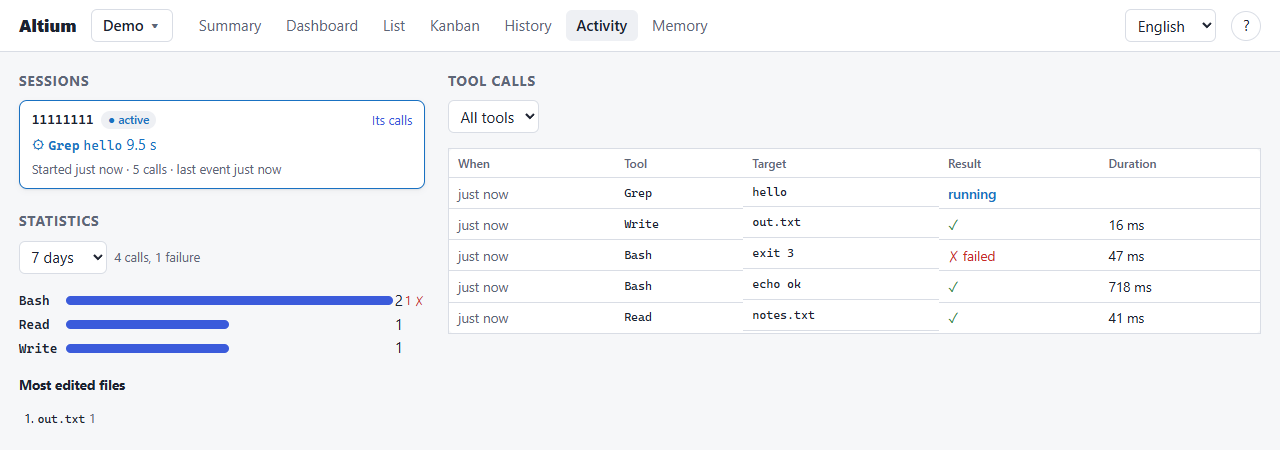 Altium Demo Summary Dashboard List Kanban History Activity Memory English ?
SESSIONS
11111111 active Its calls
Grep hello 9.5 s
Started just now · 5 calls · last event just now
STATISTICS
7 days 4 calls, 1 failure
Bash 2 1 ✗
Read 1
Write 1
Most edited files
1. out.txt 1
TOOL CALLS
All tools
When Tool Target Result Duration
just now Grep hello running
just now Write out.txt ✓ 16 ms
just now Bash exit 3 ✗ failed 47 ms
just now Bash echo ok ✓ 718 ms
just now Read notes.txt ✓ 41 ms